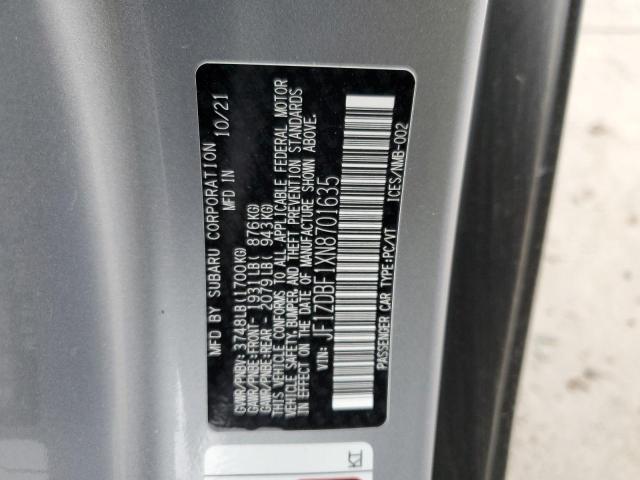 MFD BY SUBARU CORPORATION
MFD IN 10/21
GVWR/PNBV: 3748LB(1700KG)
GAWR/PNBE:FRONT- 1931LB( 876KG)
GAWR/PNBE:REAR- 2079LB( 943KG)
THIS VEHICLE CONFORMS TO ALL APPLICABLE FEDERAL MOTOR
VEHICLE SAFETY, BUMPER, AND THEFT PREVENTION STANDARDS
IN EFFECT ON THE DATE OF MANUFACTURE SHOWN ABOVE.
VIN: JF1ZDBF1XN8701635
PASSENGER CAR TYPE:PC/VT ICES/NMB-002
KI